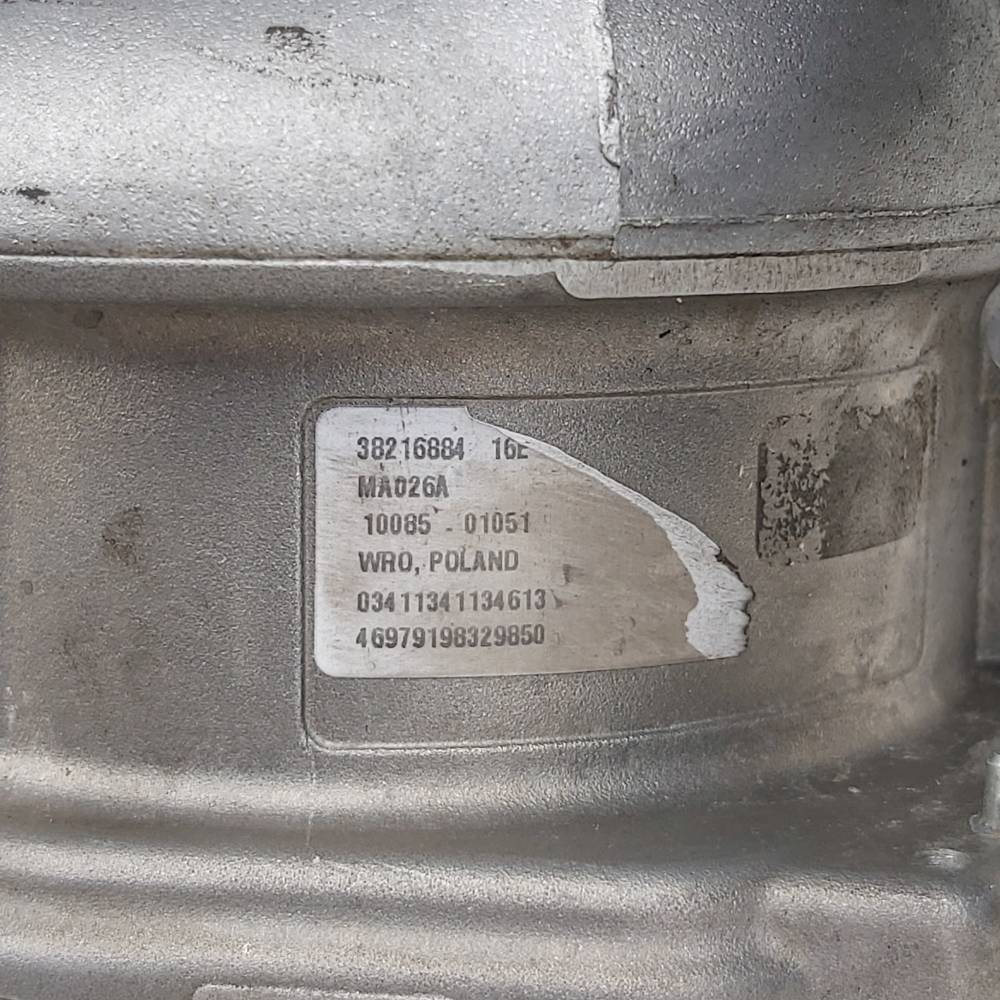 38216884 16E
MA026A
10085 - 01051
WRO, POLAND
03411341134613
46979198329850